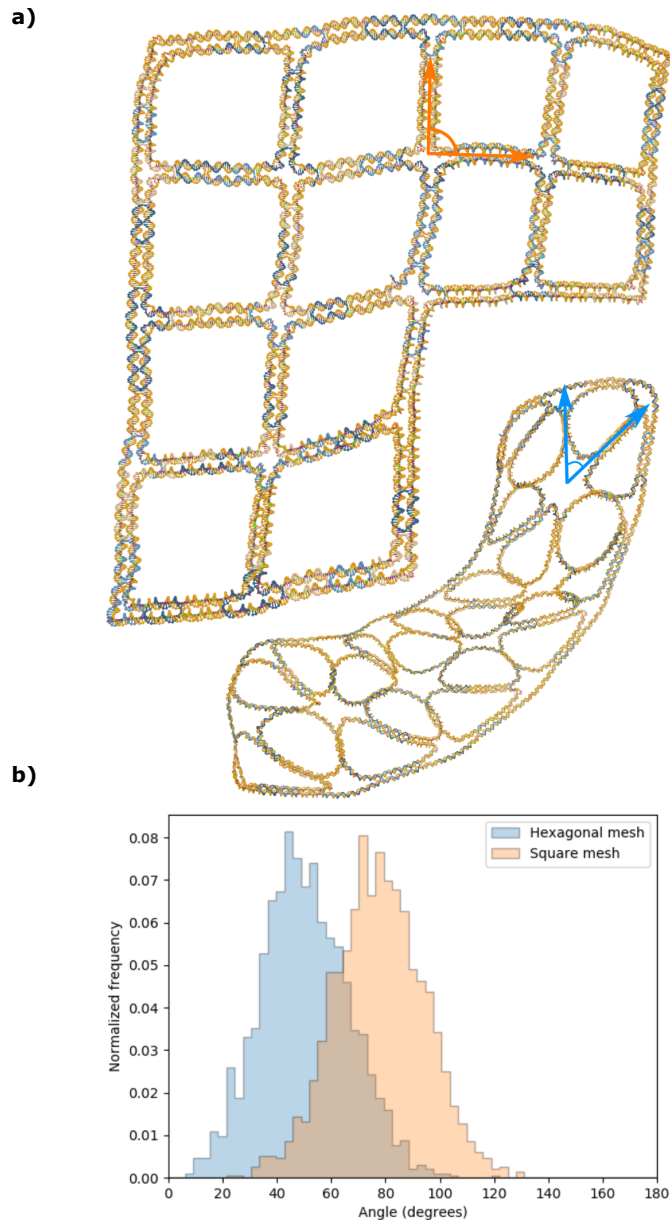 a)
b)
Hexagonal mesh
Square mesh
Normalized frequency
0.08
0.07
0.06
0.05
0.04
0.03
0.02
0.01
0.00
0 20 40 60 80 100 120 140 160 180
Angle (degrees)